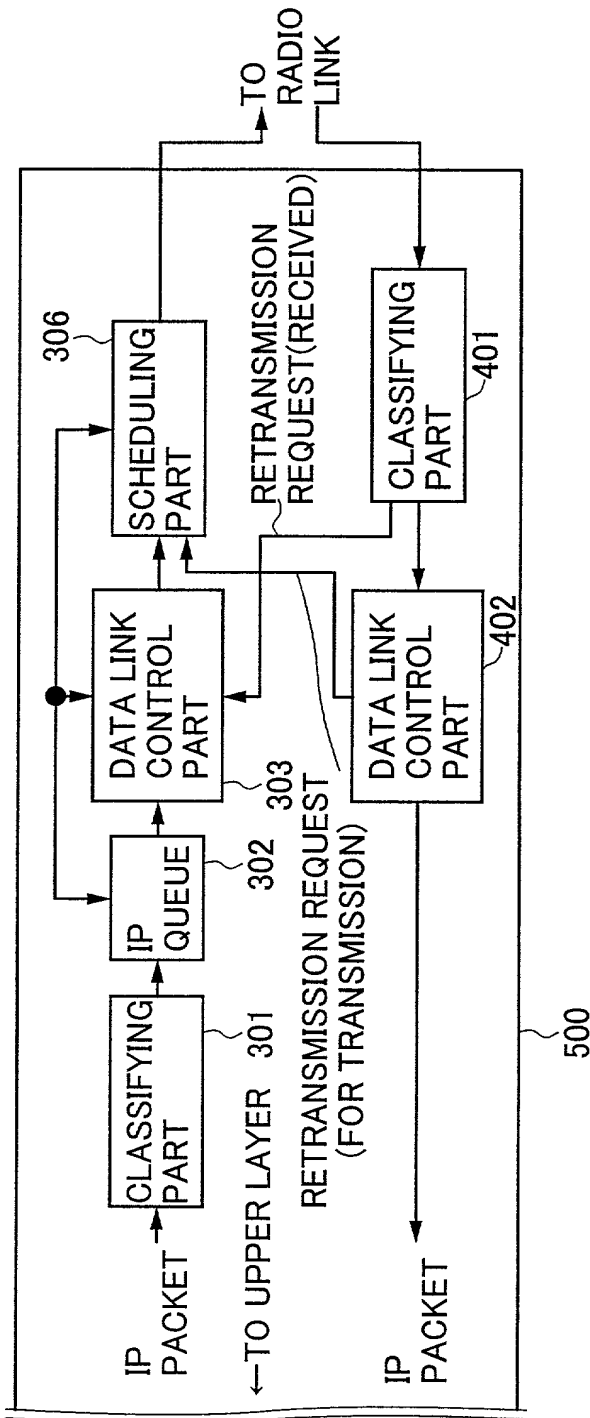 IP
PACKET
CLASSIFYING
PART
301
IP
QUEUE
302
DATA LINK
CONTROL
PART
303
SCHEDULING
PART
306
TO
RADIO
LINK
←TO UPPER LAYER
RETRANSMISSION REQUEST
(FOR TRANSMISSION)
RETRANSMISSION
REQUEST(RECEIVED)
IP
PACKET
DATA LINK
CONTROL
PART
402
CLASSIFYING
PART
401
500